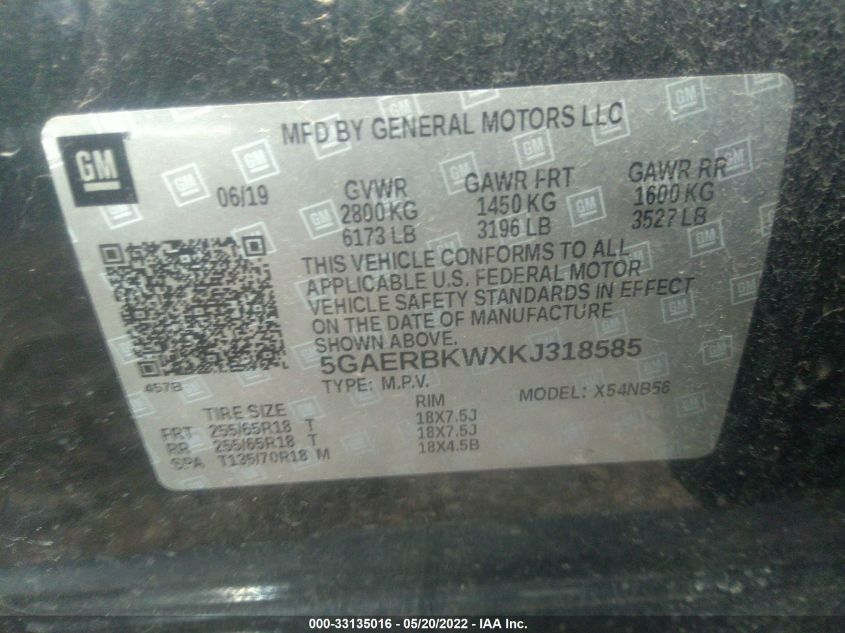 MFD BY GENERAL MOTORS LLC
GM
06/19 GVWR GAWR FRT GAWR RR
2800 KG 1450 KG 1600 KG
6173 LB 3196 LB 3527 LB
THIS VEHICLE CONFORMS TO ALL
APPLICABLE U.S. FEDERAL MOTOR
VEHICLE SAFETY STANDARDS IN EFFECT
ON THE DATE OF MANUFACTURE
SHOWN ABOVE.
5GAERBKWXKJ318585
457B TYPE: M.P.V. MODEL: X54NB56
TIRE SIZE RIM
FRT 255/65R18 T 18X7.5J
RR 255/65R18 T 18X7.5J
SPA T135/70R18 M 18X4.5B
000-33135016 - 05/20/2022 - IAA Inc.